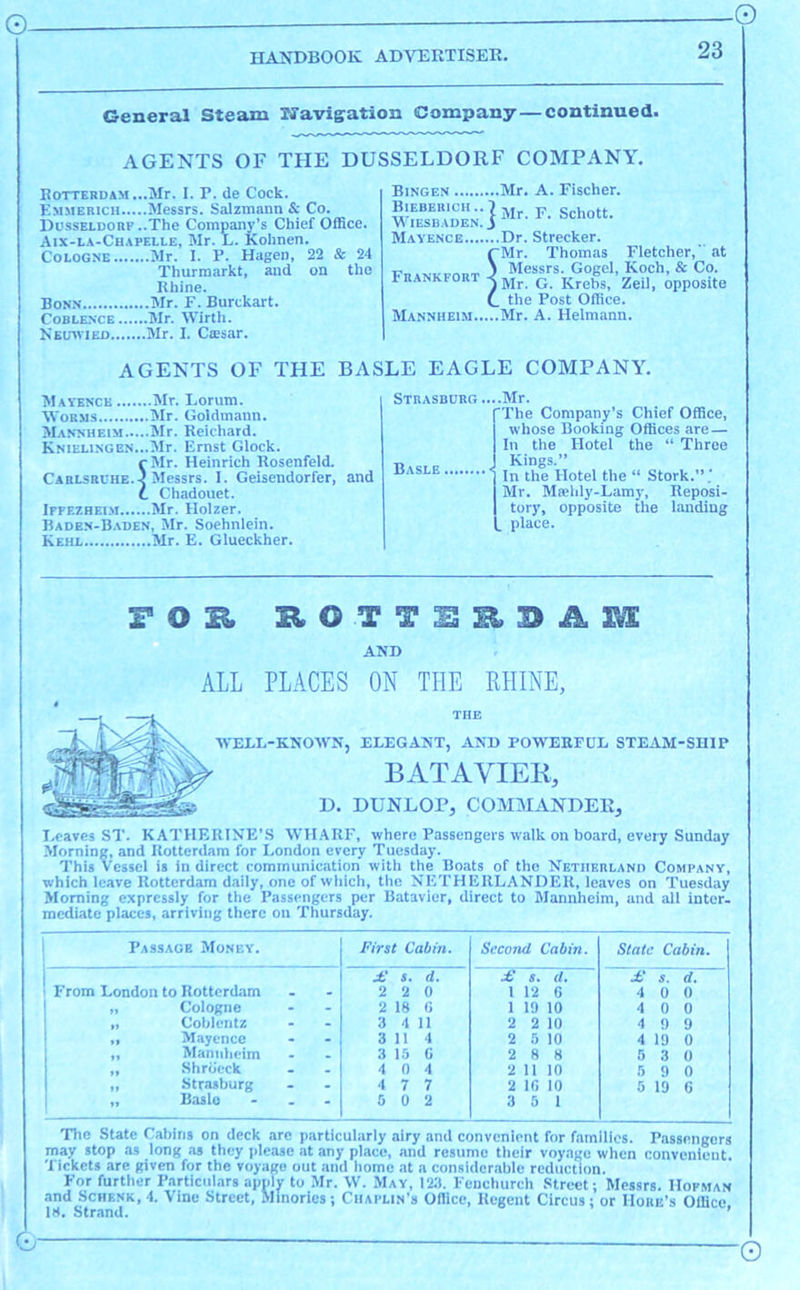 HANDBOOK ADVERTISER. 23
General Steam Navigation Company—continued.
AGENTS OF THE DUSSELDORF COMPANY.
ROTTERDAM...Mr. I. P. de Cock.
EMMERICH.....Messrs. Salzmann & Co.
DUSSELDORF..The Company's Chief Office.
AIX-LA-CHAPELLE, Mr. L. Kohnen.
COLOGNE.......Mr. I. P. Hagen, 22 & 24
Thurmarkt, and on the
Rhine.
BONN.............Mr. F. Burckart.
COBLENCE......Mr. Wirth.
NEUWIED.......Mr. I. Cæsar.
BINGEN.........Mr. A. Fischer.
BIEBERICH.. } Mr. F. Schott.
WIESBADEN. }
MAYENCE.......Dr. Strecker.
FRANKFORT { Mr. Thomas Fletcher, at
Messrs. Gogel, Koch, & Co.
Mr. G. Krebs, Zeil, opposite
the Post Office.
MANNHEIM.....Mr. A. Helmann.
AGENTS OF THE BASLE EAGLE COMPANY.
MAYENCE.......Mr. Lorum.
WORMS..........Mr. Goldmann.
MANNHEIM.....Mr. Reichard.
KNIELINGEN...Mr. Ernst Glock.
CARLSRUHE. { Mr. Heinrich Rosenfeld.
Messrs. I. Geisendorfer, and
Chadouet.
IFFEZHEIM......Mr. Holzer.
BADEN-BADEN, Mr. Soehnlein.
KEHL.............Mr. E. Glueckher.
STRASBURG....Mr.
BASLE........ { The Company's Chief Office,
whose Booking Offices are—
In the Hotel the “ Three
Kings.”
In the Hotel the “ Stork.”
Mr. Mæhly-Lamy, Reposi-
tory, opposite the landing
place.
FOR ROTTERDAM
AND
ALL PLACES ON THE RHINE,
THE
WELL-KNOWN, ELEGANT, AND POWERFUL STEAM-SHIP
BATAVIER,
D. DUNLOP, COMMANDER,
Leaves ST. KATHERINE'S WHARF, where Passengers walk on board, every Sunday
Morning, and Rotterdam for London every Tuesday.
This Vessel is in direct communication with the Boats of the NETHERLAND COMPANY,
which leave Rotterdam daily, one of which, the NETHERLANDER, leaves on Tuesday
Morning expressly for the Passengers per Batavier, direct to Mannheim, and all inter-
mediate places, arriving there on Thursday.
PASSAGE MONEY. First Cabin. Second Cabin. State Cabin.
£ s. d. £ s. d. £ s. d.
From London to Rotterdam - - 2 2 0 1 12 6 4 0 0
„ Cologne - - 2 18 6 1 19 10 4 0 0
„ Coblentz - - 3 4 11 2 2 10 4 9 9
„ Mayence - - 3 11 4 2 5 10 4 19 0
„ Mannheim - - 3 15 6 2 8 8 5 3 0
„ Shröeck - - 4 0 4 2 11 10 5 9 0
„ Strasburg - - 4 7 7 2 16 10 5 19 6
„ Basle - - - 5 0 2 3 5 1
The State Cabins on deck are particularly airy and convenient for families. Passengers
may stop as long as they please at any place, and resume their voyage when convenient.
Tickets are given for the voyage out and home at a considerable reduction.
For further Particulars apply to Mr. W. MAY, 123. Fenchurch Street; Messrs. HOFMAN
and SCHENK, 4. Vine Street, Minories; CHAPLIN's Office, Regent Circus; or HORE's Office,
18. Strand.